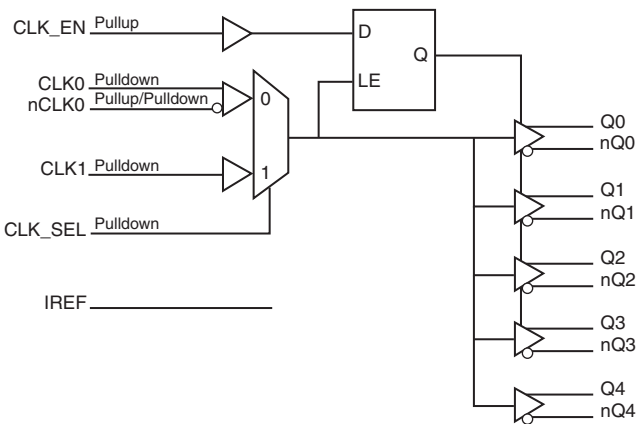 CLK_EN Pullup
D
Q
LE
CLK0 Pulldown
nCLK0 Pullup/Pulldown
0
CLK1 Pulldown
1
CLK_SEL Pulldown
IREF
Q0
nQ0
Q1
nQ1
Q2
nQ2
Q3
nQ3
Q4
nQ4